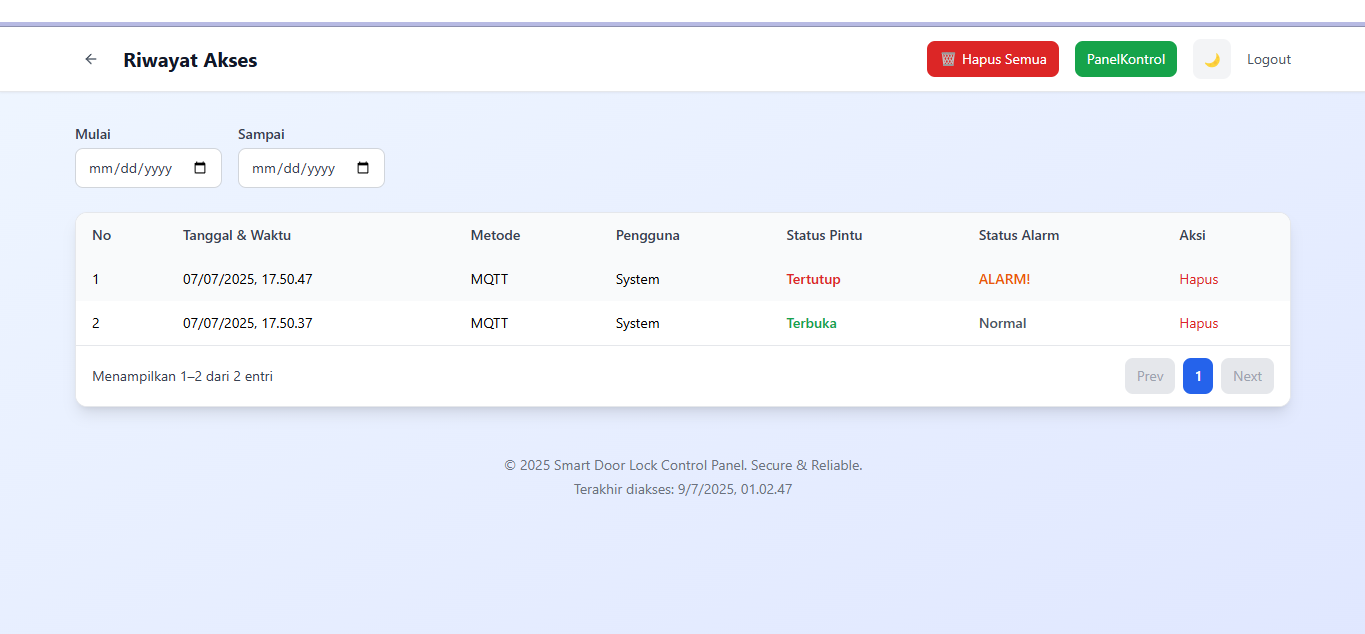 Riwayat Akses Hapus Semua PanelKontrol Logout
Mulai Sampai
mm/dd/yyyy mm/dd/yyyy
No Tanggal & Waktu Metode Pengguna Status Pintu Status Alarm Aksi
1 07/07/2025, 17.50.47 MQTT System Tertutup ALARM! Hapus
2 07/07/2025, 17.50.37 MQTT System Terbuka Normal Hapus
Menampilkan 1–2 dari 2 entri Prev 1 Next
© 2025 Smart Door Lock Control Panel. Secure & Reliable.
Terakhir diakses: 9/7/2025, 01.02.47